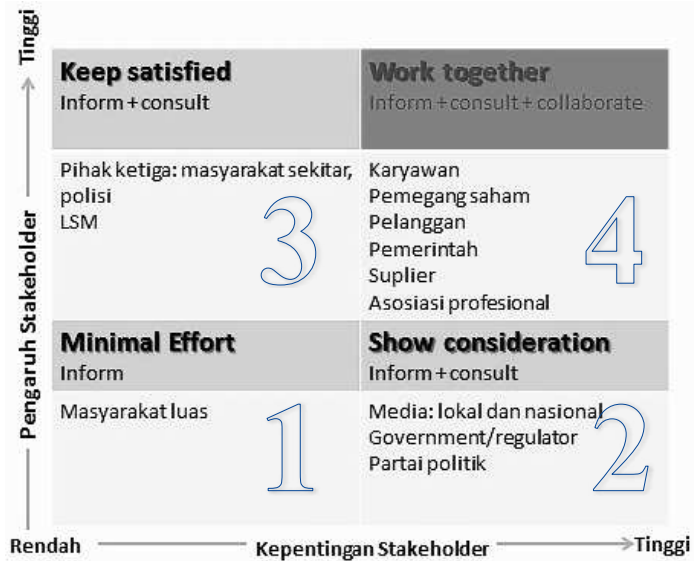 Tinggi
Pengaruh Stakeholder
Keep satisfied
Inform + consult
Pihak ketiga: masyarakat sekitar,
polisi
LSM
3
Work together
Inform + consult + collaborate
Karyawan
Pemegang saham
Pelanggan
Pemerintah
Suplier
Asosiasi profesional
4
Minimal Effort
Inform
Masyarakat luas
1
Show consideration
Inform + consult
Media: lokal dan nasional
Government/regulator
Partai politik
2
Rendah
Kepentingan Stakeholder
Tinggi